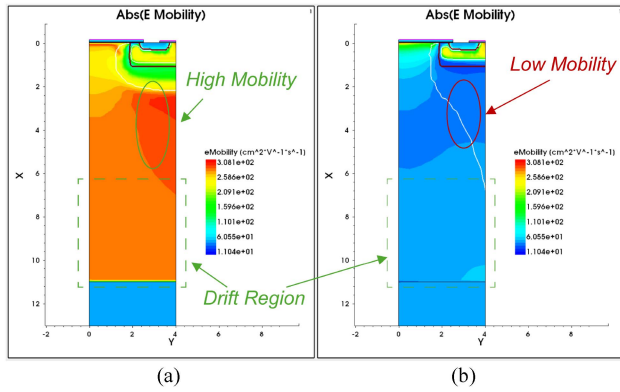 Abs(E Mobility)
0
2
4
6
8
10
12
X
-2
0
2
4
6
8
Y
High Mobility
eMobility (cm^2*V^-1*s^-1)
3.081e+02
2.586e+02
2.091e+02
1.596e+02
1.101e+02
6.055e+01
1.104e+01
Drift Region
(a)
Abs(E Mobility)
0
2
4
6
8
10
12
X
-2
0
2
4
6
8
Y
Low Mobility
eMobility (cm^2*V^-1*s^-1)
3.081e+02
2.586e+02
2.091e+02
1.596e+02
1.101e+02
6.055e+01
1.104e+01
(b)